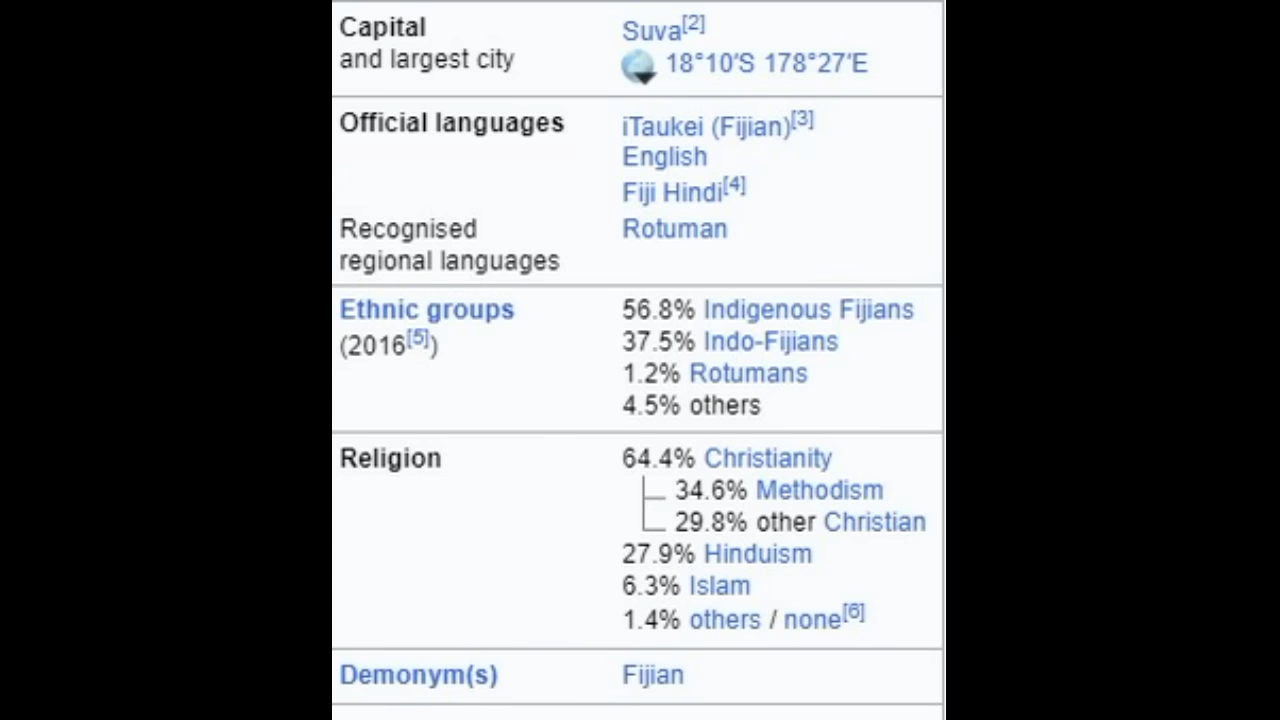 Capital
and largest city
Suva[2]
18°10′S 178°27′E
Official languages
iTaukei (Fijian)[3]
English
Fiji Hindi[4]
Recognised
regional languages
Rotuman
Ethnic groups
(2016[5])
56.8% Indigenous Fijians
37.5% Indo-Fijians
1.2% Rotumans
4.5% others
Religion
64.4% Christianity
34.6% Methodism
29.8% other Christian
27.9% Hinduism
6.3% Islam
1.4% others / none[6]
Demonym(s)
Fijian